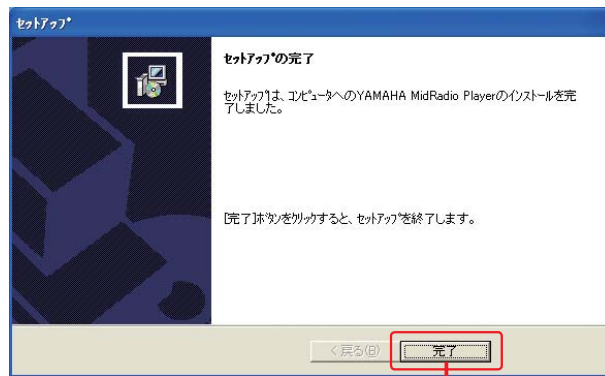 ｾｯﾄｱｯﾌﾟ
ｾｯﾄｱｯﾌﾟの完了
ｾｯﾄｱｯﾌﾟは、ｺﾝﾋﾟｭｰﾀへのYAMAHA MidRadio Playerのｲﾝｽﾄｰﾙを完
了しました。
[完了]ﾎﾞﾀﾝをｸﾘｯｸすると、ｾｯﾄｱｯﾌﾟを終了します。
< 戻る(B)
完了